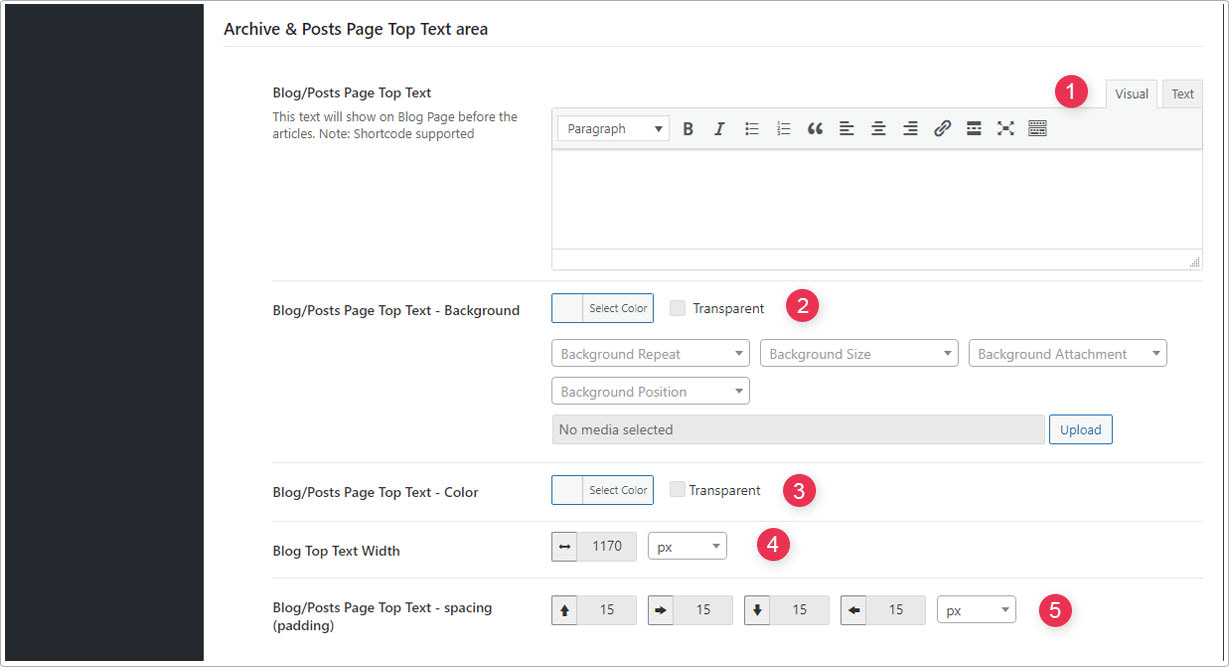 Archive & Posts Page Top Text area
Blog/Posts Page Top Text
This text will show on Blog Page before the
articles. Note: Shortcode supported
1
Visual
Text
Paragraph
B
I
2
Blog/Posts Page Top Text - Background
Select Color
Transparent
Background Repeat
Background Size
Background Attachment
Background Position
No media selected
Upload
Blog/Posts Page Top Text - Color
Select Color
Transparent
3
Blog Top Text Width
1170
px
4
Blog/Posts Page Top Text - spacing
(padding)
15
15
15
15
px
5